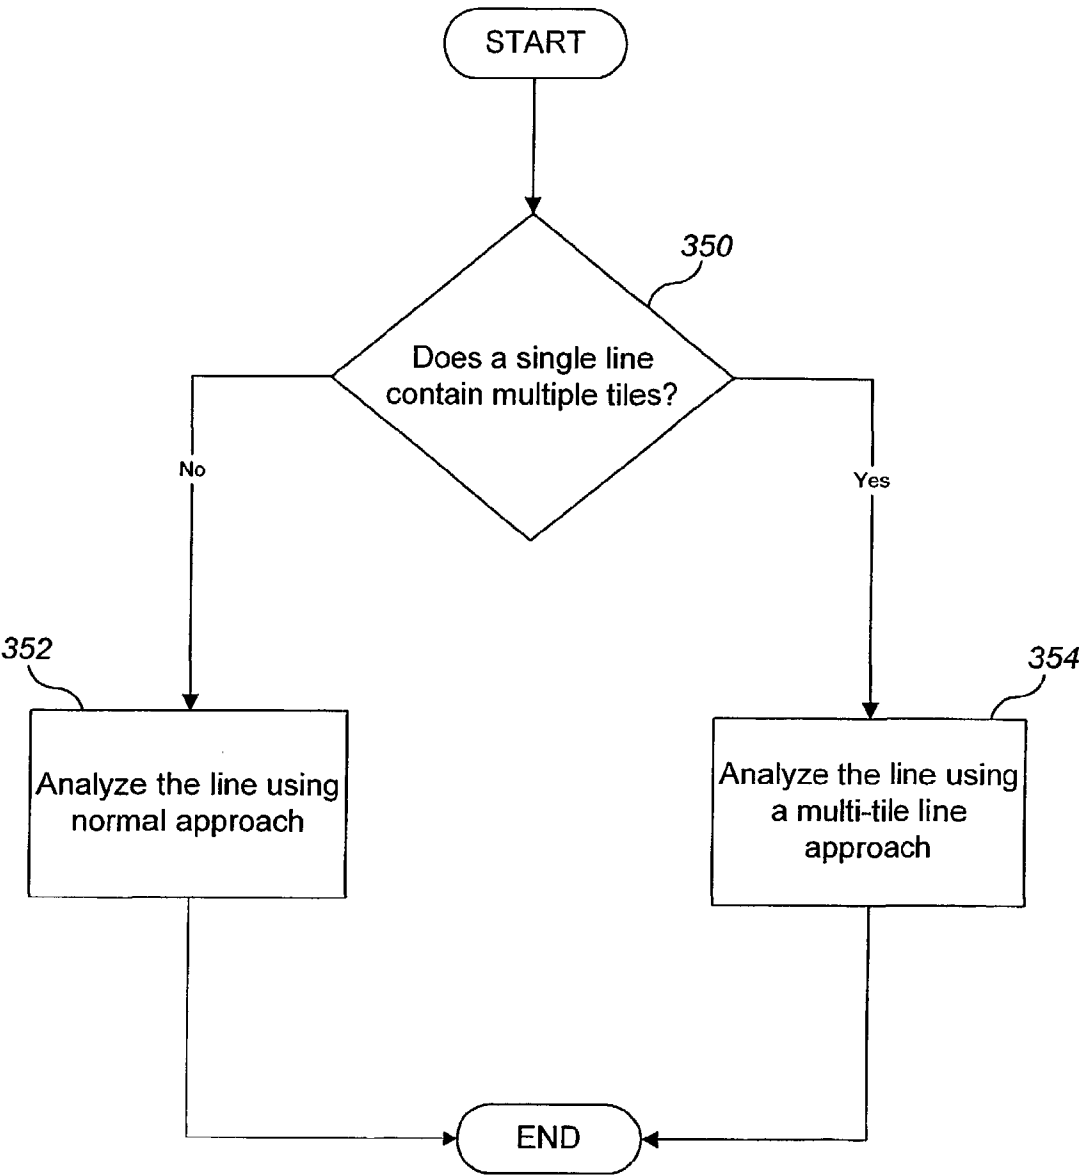 START
350
Does a single line
contain multiple tiles?
No
Yes
352
354
Analyze the line using
normal approach
Analyze the line using
a multi-tile line
approach
END